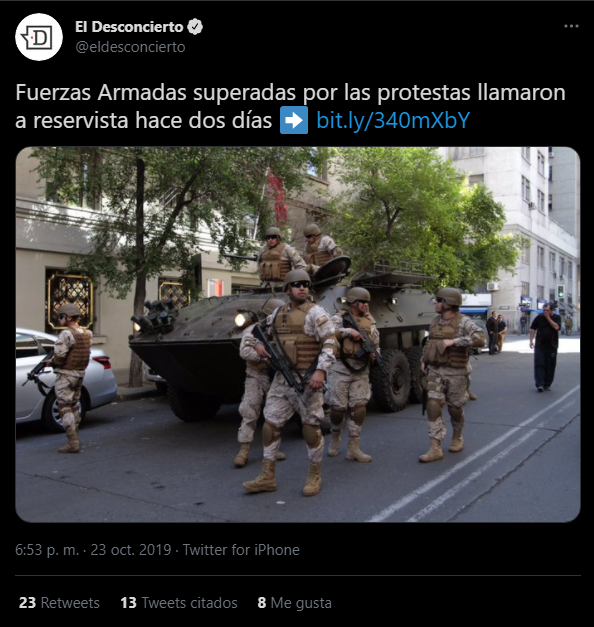 El Desconcierto
@eldesconcierto
Fuerzas Armadas superadas por las protestas llamaron
a reservista hace dos días ➡️ bit.ly/340mXbY
6:53 p. m. · 23 oct. 2019 · Twitter for iPhone
23 Retweets 13 Tweets citados 8 Me gusta